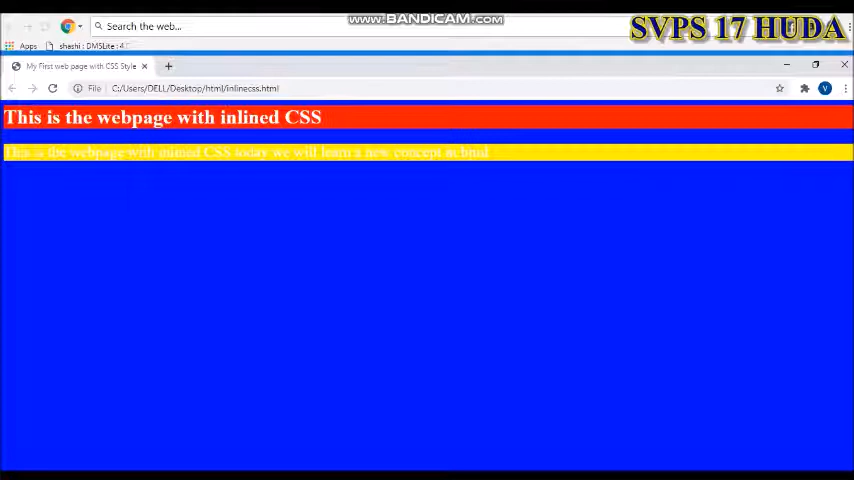 www.BANDICAM.com
Search the web...
SVPS 17 HUDA
Apps shashi : DMSLite : 4.
My First web page with CSS Style
File C:/Users/DELL/Desktop/html/inlinecss.html
V
This is the webpage with inlined CSS
This is the webpage with inlined CSS today we will learn a new concept